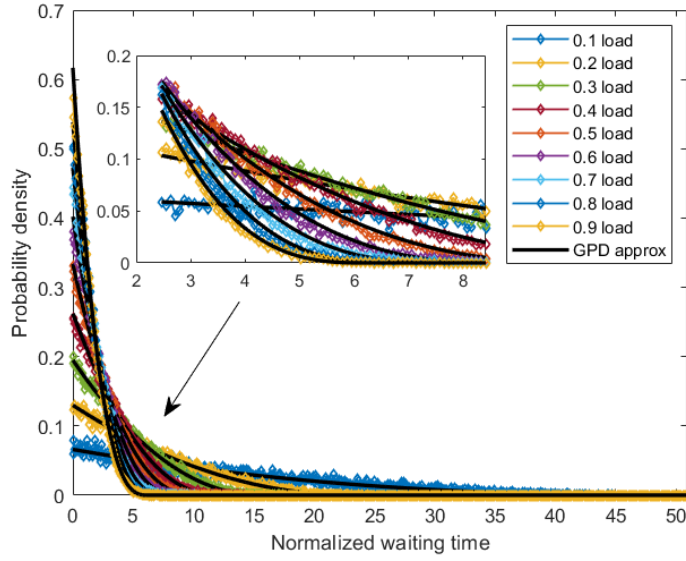 0.7
0.6
0.5
0.4
0.3
0.2
0.1
0
Probability density
0 5 10 15 20 25 30 35 40 45 50
Normalized waiting time
0.2
0.15
0.1
0.05
0
2 3 4 5 6 7 8
0.1 load
0.2 load
0.3 load
0.4 load
0.5 load
0.6 load
0.7 load
0.8 load
0.9 load
GPD approx